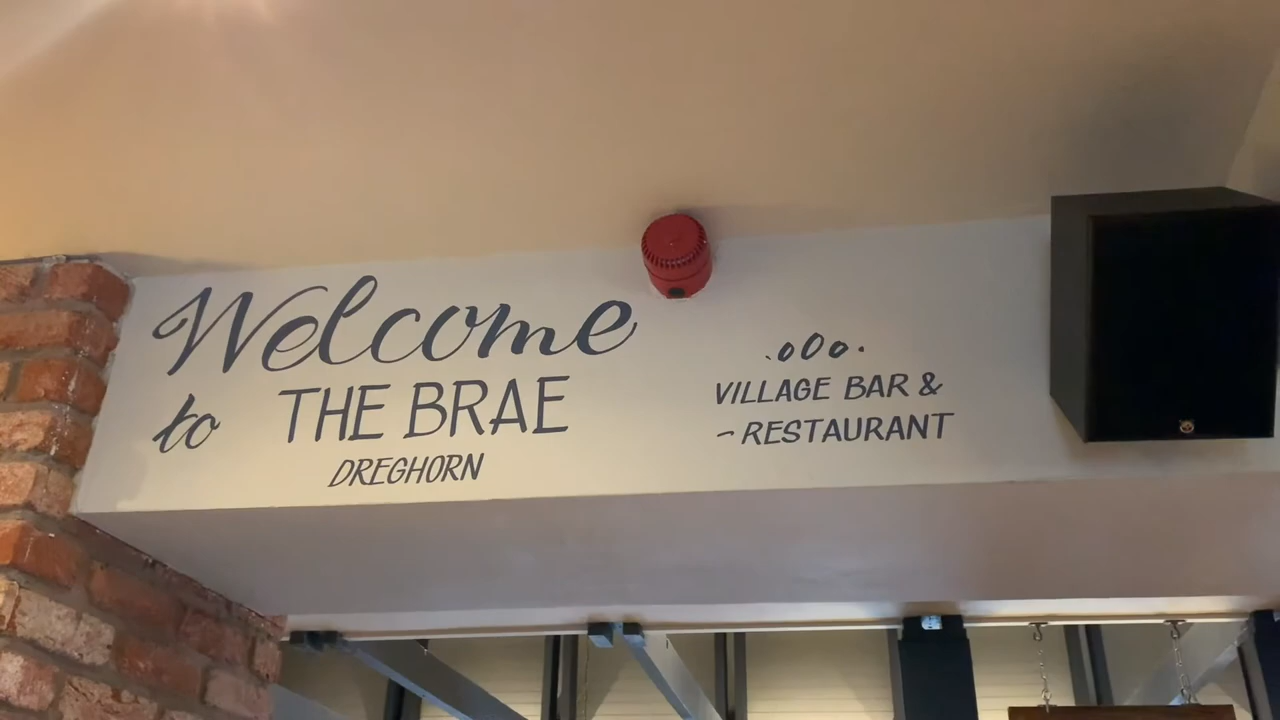 Welcome
to THE BRAE
DREGHORN
.oOo.
VILLAGE BAR &
- RESTAURANT